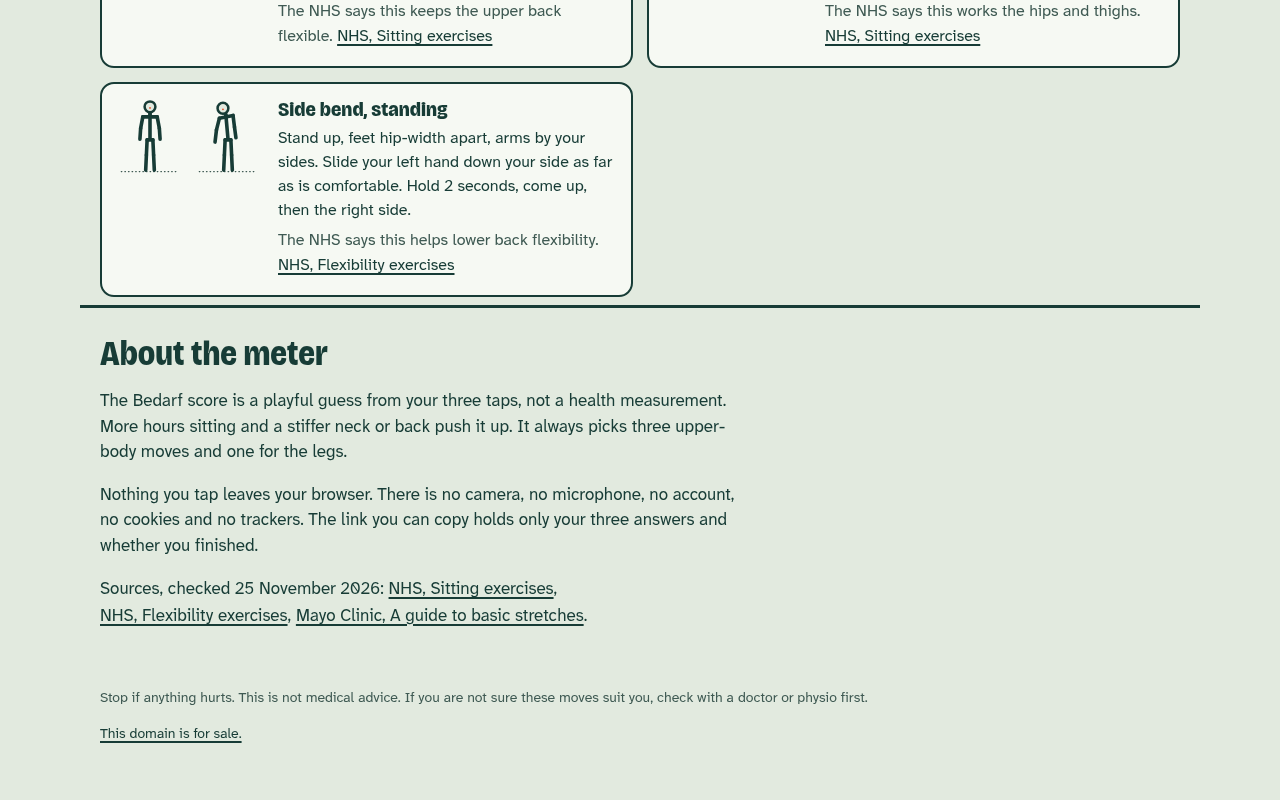 The NHS says this keeps the upper back
flexible. NHS, Sitting exercises
The NHS says this works the hips and thighs.
NHS, Sitting exercises
Side bend, standing
Stand up, feet hip-width apart, arms by your
sides. Slide your left hand down your side as far
as is comfortable. Hold 2 seconds, come up,
then the right side.
The NHS says this helps lower back flexibility.
NHS, Flexibility exercises
About the meter
The Bedarf score is a playful guess from your three taps, not a health measurement.
More hours sitting and a stiffer neck or back push it up. It always picks three upper-
body moves and one for the legs.
Nothing you tap leaves your browser. There is no camera, no microphone, no account,
no cookies and no trackers. The link you can copy holds only your three answers and
whether you finished.
Sources, checked 25 November 2026: NHS, Sitting exercises,
NHS, Flexibility exercises, Mayo Clinic, A guide to basic stretches.
Stop if anything hurts. This is not medical advice. If you are not sure these moves suit you, check with a doctor or physio first.
This domain is for sale.